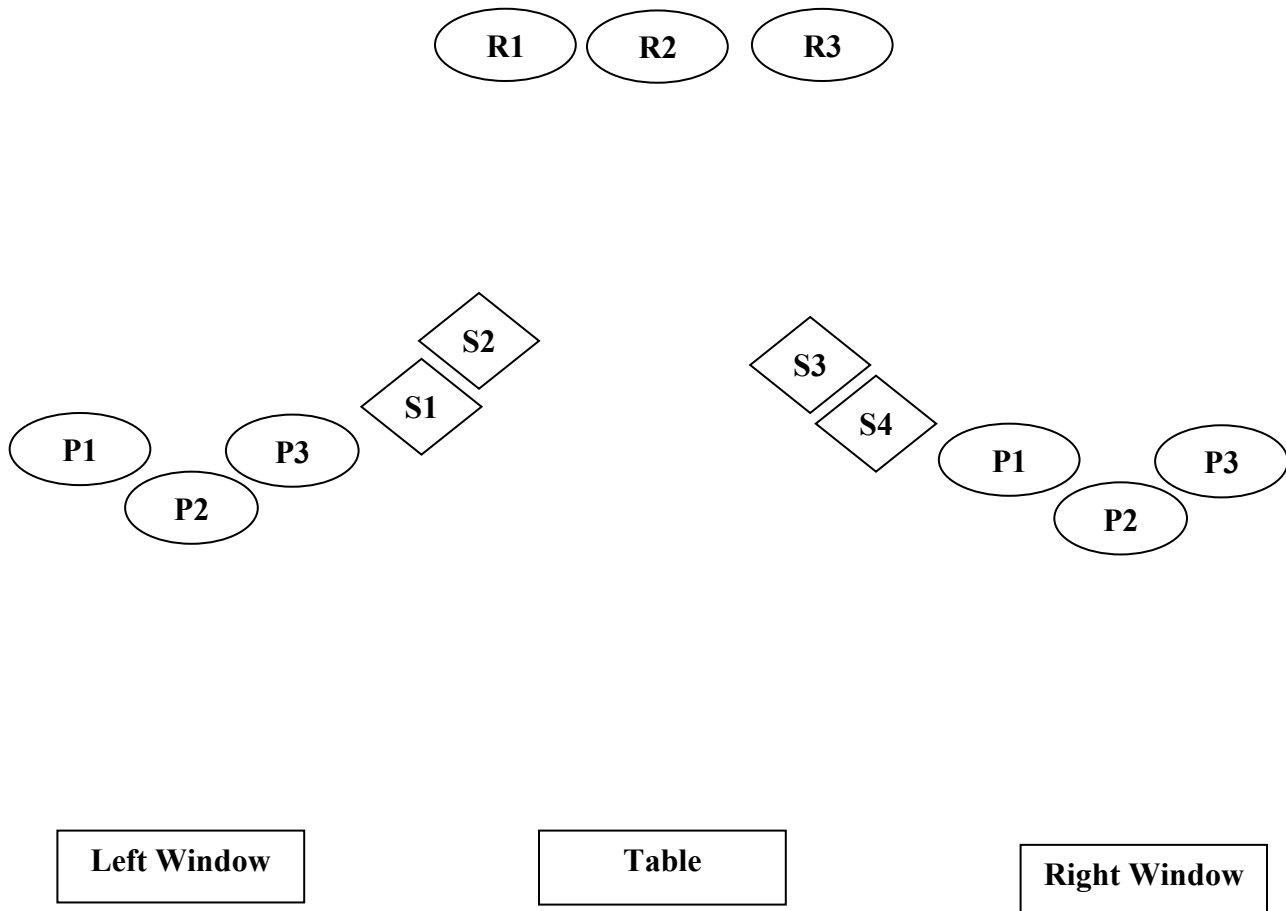 R1 R2 R3
S2
S3
S1
S4
P1 P3
P1 P3
P2
P2
Left Window
Table
Right Window